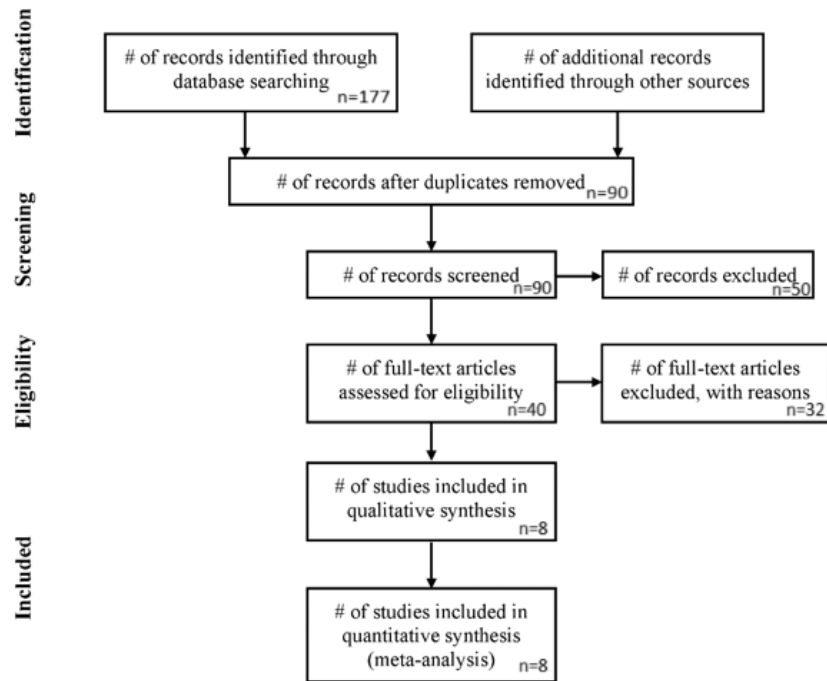 Identification
# of records identified through
database searching
n=177
# of additional records
identified through other sources
# of records after duplicates removed
n=90
Screening
# of records screened
n=90
# of records excluded
n=50
Eligibility
# of full-text articles
assessed for eligibility
n=40
# of full-text articles
excluded, with reasons
n=32
Included
# of studies included in
qualitative synthesis
n=8
# of studies included in
quantitative synthesis
(meta-analysis)
n=8